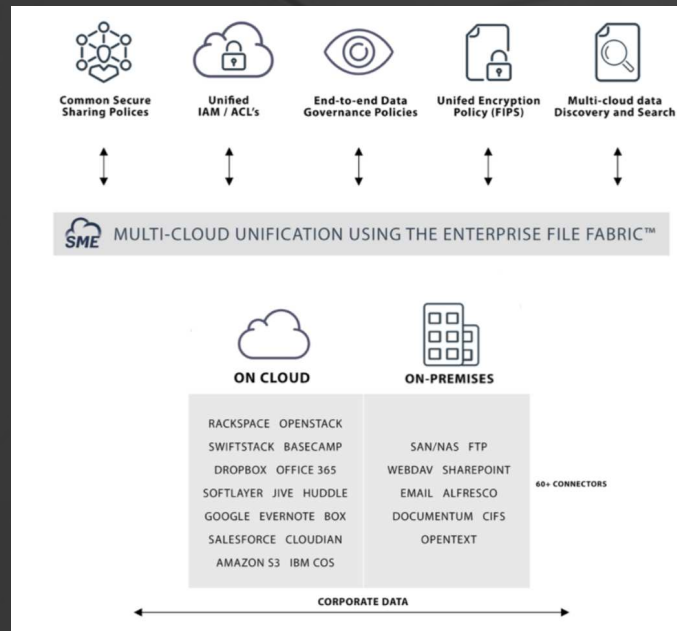 Common Secure
Sharing Polices
Unified
IAM / ACL's
End-to-end Data
Governance Policies
Unifed Encryption
Policy (FIPS)
Multi-cloud data
Discovery and Search
SME MULTI-CLOUD UNIFICATION USING THE ENTERPRISE FILE FABRIC™
ON CLOUD
RACKSPACE OPENSTACK
SWIFTSTACK BASECAMP
DROPBOX OFFICE 365
SOFTLAYER JIVE HUDDLE
GOOGLE EVERNOTE BOX
SALESFORCE CLOUDIAN
AMAZON S3 IBM COS
ON-PREMISES
SAN/NAS FTP
WEBDAV SHAREPOINT
EMAIL ALFRESCO
DOCUMENTUM CIFS
OPENTEXT
60+ CONNECTORS
CORPORATE DATA